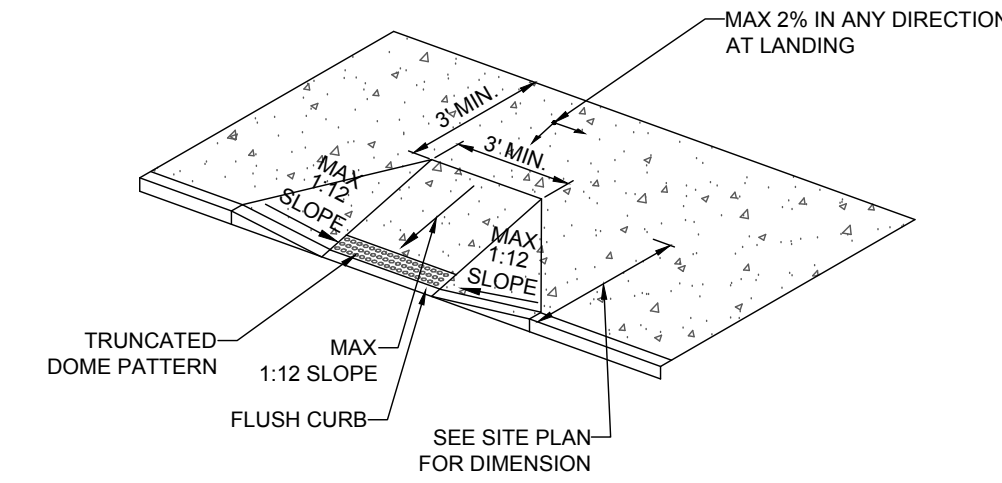 MAX 2% IN ANY DIRECTION
AT LANDING
3' MIN.
3' MIN.
MAX
1:12
SLOPE
MAX
1:12
SLOPE
TRUNCATED
DOME PATTERN
MAX
1:12 SLOPE
FLUSH CURB
SEE SITE PLAN
FOR DIMENSION